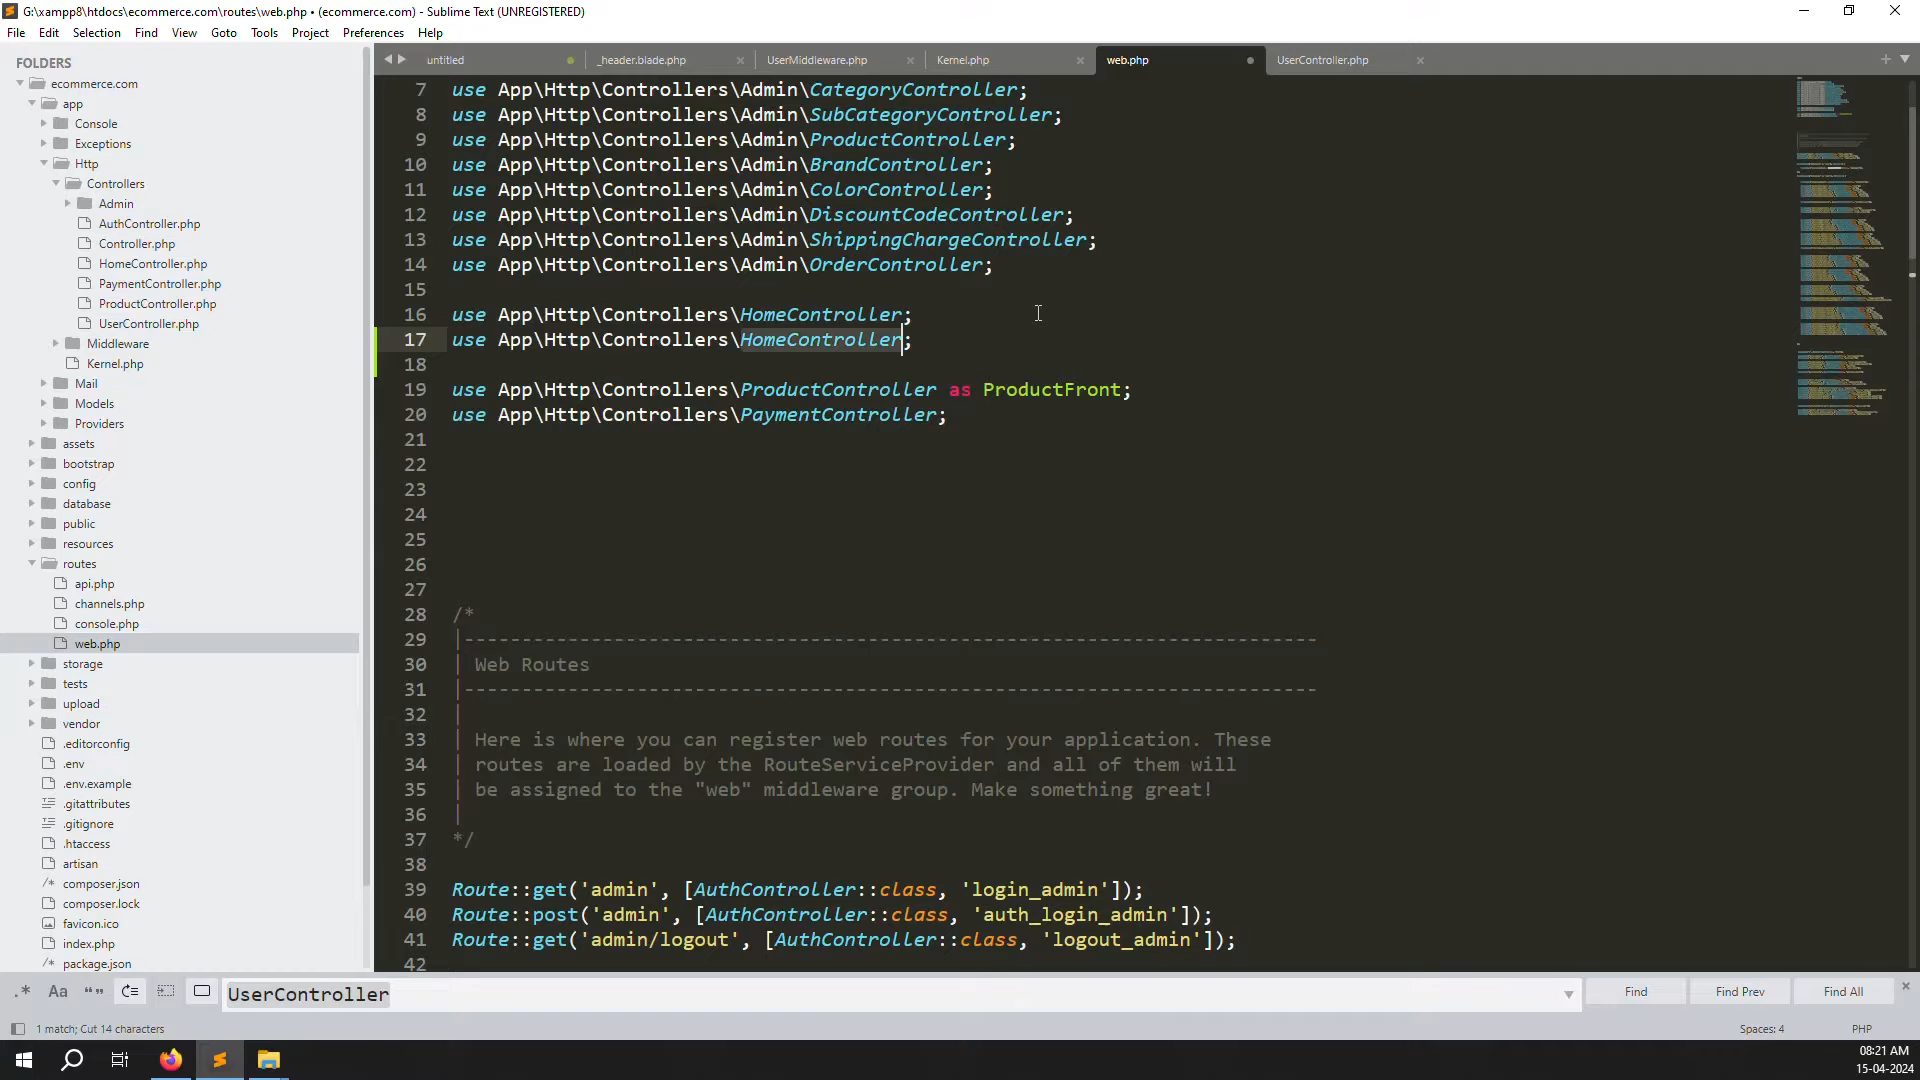 G:\xampp8\htdocs\ecommerce.com\routes\web.php • (ecommerce.com) - Sublime Text (UNREGISTERED)
File Edit Selection Find View Goto Tools Project Preferences Help
FOLDERS
ecommerce.com
app
Console
Exceptions
Http
Controllers
Admin
AuthController.php
Controller.php
HomeController.php
PaymentController.php
ProductController.php
UserController.php
Middleware
Kernel.php
Mail
Models
Providers
assets
bootstrap
config
database
public
resources
routes
api.php
channels.php
console.php
web.php
storage
tests
upload
vendor
.editorconfig
.env
.env.example
.gitattributes
.gitignore
.htaccess
artisan
composer.json
composer.lock
favicon.ico
index.php
package.json
untitled _header.blade.php UserMiddleware.php Kernel.php web.php UserController.php
7 use App\Http\Controllers\Admin\CategoryController;
8 use App\Http\Controllers\Admin\SubCategoryController;
9 use App\Http\Controllers\Admin\ProductController;
10 use App\Http\Controllers\Admin\BrandController;
11 use App\Http\Controllers\Admin\ColorController;
12 use App\Http\Controllers\Admin\DiscountCodeController;
13 use App\Http\Controllers\Admin\ShippingChargeController;
14 use App\Http\Controllers\Admin\OrderController;
15
16 use App\Http\Controllers\HomeController;
17 use App\Http\Controllers\HomeController;
18
19 use App\Http\Controllers\ProductController as ProductFront;
20 use App\Http\Controllers\PaymentController;
21
22
23
24
25
26
27
28 /*
29 |--------------------------------------------------------------------------
30 | Web Routes
31 |--------------------------------------------------------------------------
32 |
33 | Here is where you can register web routes for your application. These
34 | routes are loaded by the RouteServiceProvider and all of them will
35 | be assigned to the "web" middleware group. Make something great!
36 |
37 */
38
39 Route::get('admin', [AuthController::class, 'login_admin']);
40 Route::post('admin', [AuthController::class, 'auth_login_admin']);
41 Route::get('admin/logout', [AuthController::class, 'logout_admin']);
42
.* Aa “” UserController Find Find Prev Find All
1 match; Cut 14 characters Spaces: 4 PHP
08:21 AM
15-04-2024